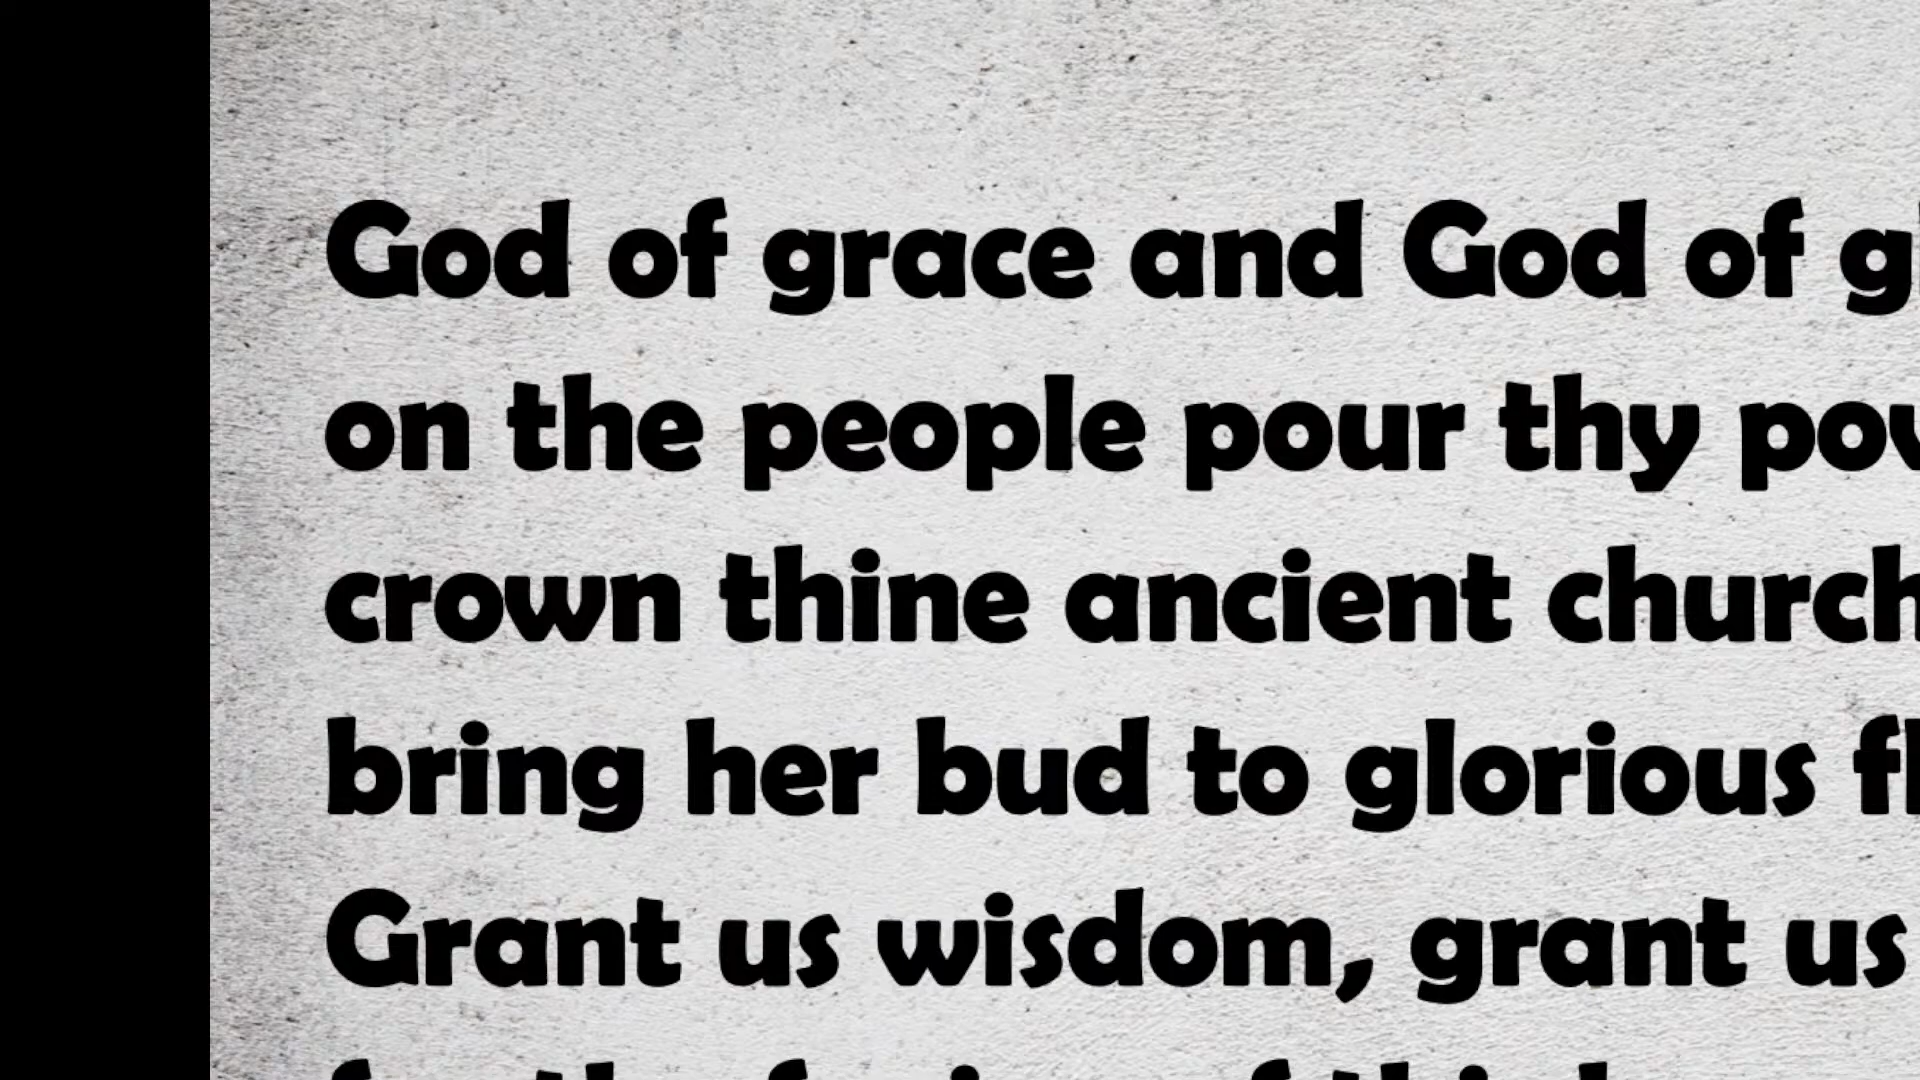 God of grace and God of
on the people pour thy
crown thine ancient church
bring her bud to glorious
Grant us wisdom, grant us